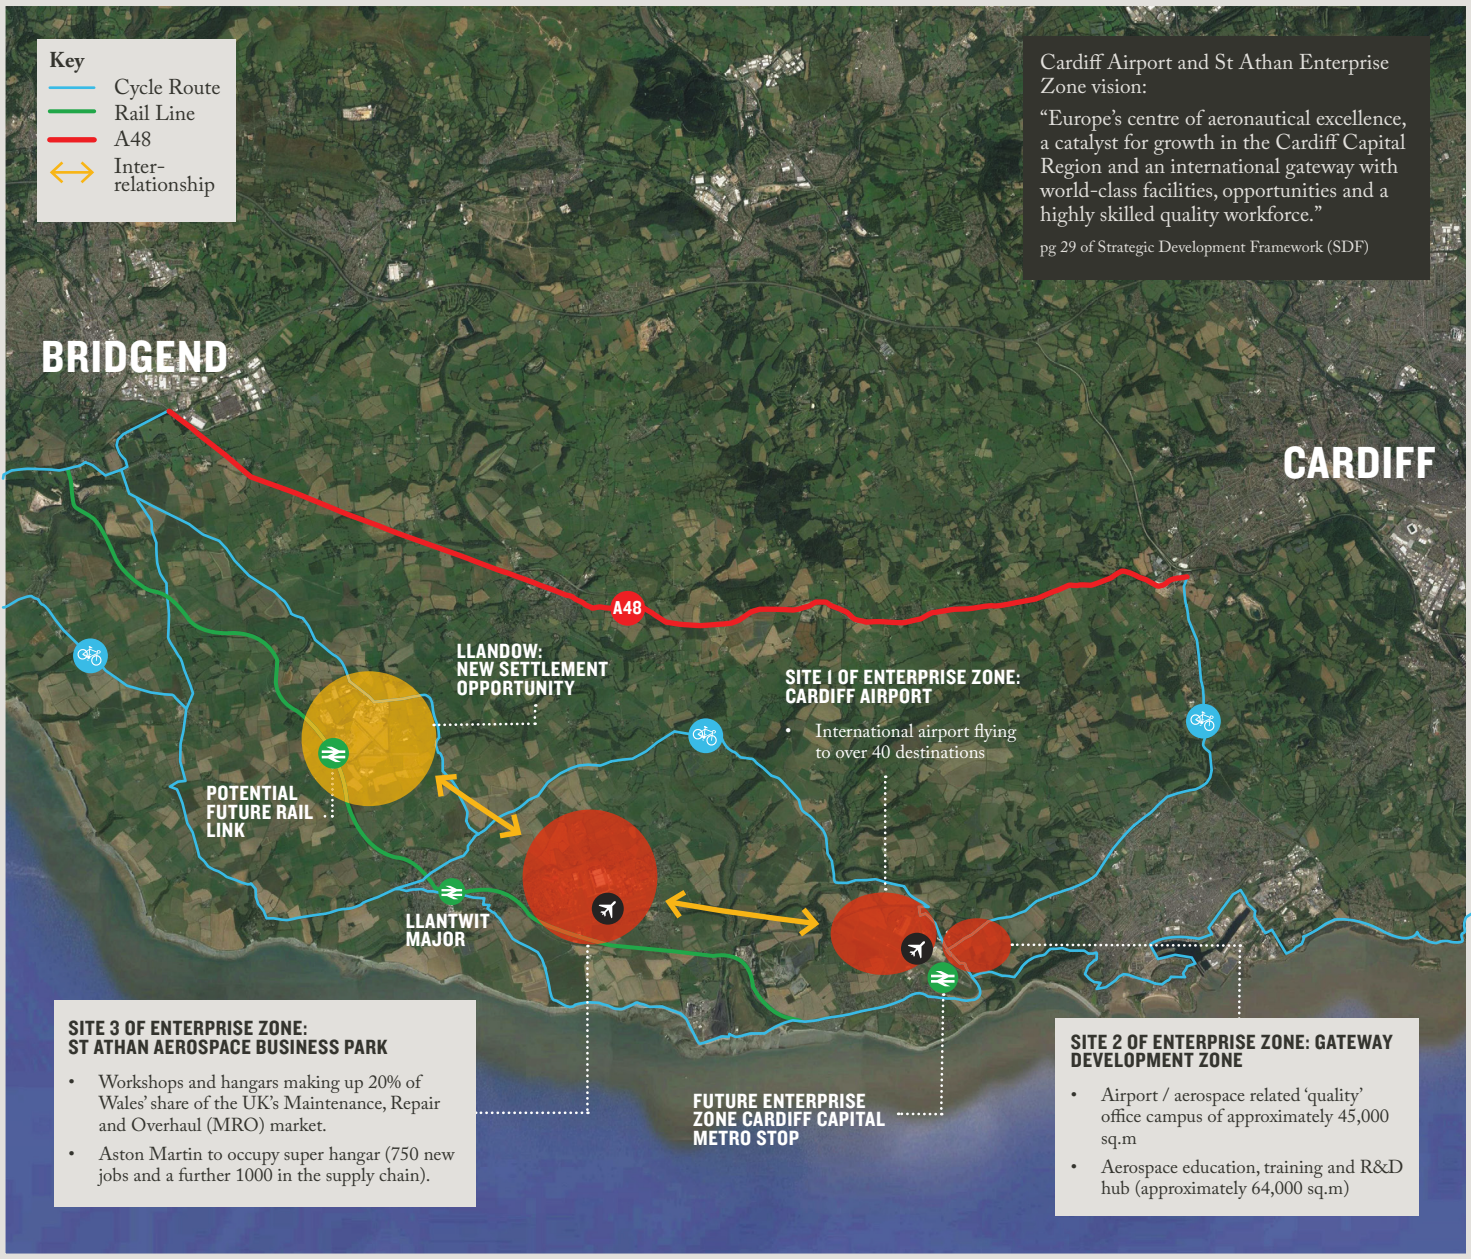 Key
Cycle Route
Rail Line
A48
Inter-
relationship
Cardiff Airport and St Athan Enterprise
Zone vision:
“Europe’s centre of aeronautical excellence,
a catalyst for growth in the Cardiff Capital
Region and an international gateway with
world-class facilities, opportunities and a
highly skilled quality workforce.”
pg 29 of Strategic Development Framework (SDF)
BRIDGEND
CARDIFF
A48
LLANDOW:
NEW SETTLEMENT
OPPORTUNITY
SITE 1 OF ENTERPRISE ZONE:
CARDIFF AIRPORT
• International airport flying
to over 40 destinations
POTENTIAL
FUTURE RAIL
LINK
LLANTWIT
MAJOR
SITE 3 OF ENTERPRISE ZONE:
ST ATHAN AEROSPACE BUSINESS PARK
• Workshops and hangars making up 20% of
Wales’ share of the UK’s Maintenance, Repair
and Overhaul (MRO) market.
• Aston Martin to occupy super hangar (750 new
jobs and a further 1000 in the supply chain).
FUTURE ENTERPRISE
ZONE CARDIFF CAPITAL
METRO STOP
SITE 2 OF ENTERPRISE ZONE: GATEWAY
DEVELOPMENT ZONE
• Airport / aerospace related ‘quality’
office campus of approximately 45,000
sq.m
• Aerospace education, training and R&D
hub (approximately 64,000 sq.m)